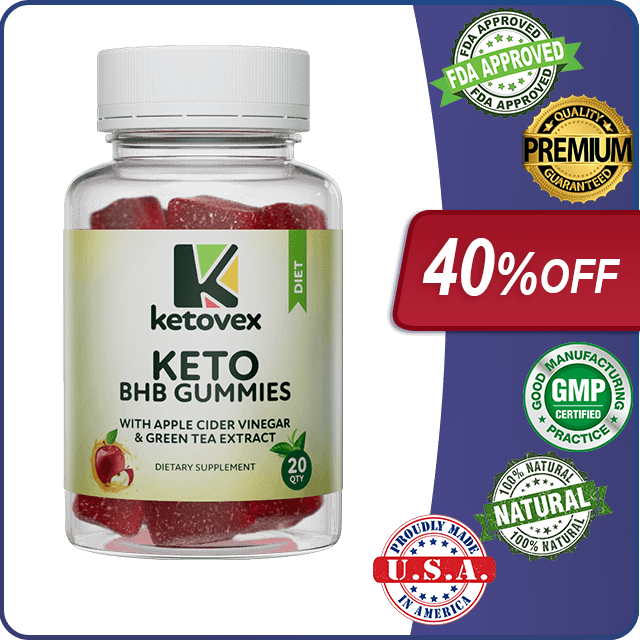 ketovex
DIET
KETO
BHB GUMMIES
WITH APPLE CIDER VINEGAR
& GREEN TEA EXTRACT
DIETARY SUPPLEMENT
20
QTY
FDA APPROVED
FDA APPROVED
FDA APPROVED
QUALITY
PREMIUM
GUARANTEED
40% OFF
GOOD MANUFACTURING
GMP
CERTIFIED
PRACTICE
100% NATURAL
NATURAL
100% NATURAL
PROUDLY MADE
U.S.A.
IN AMERICA